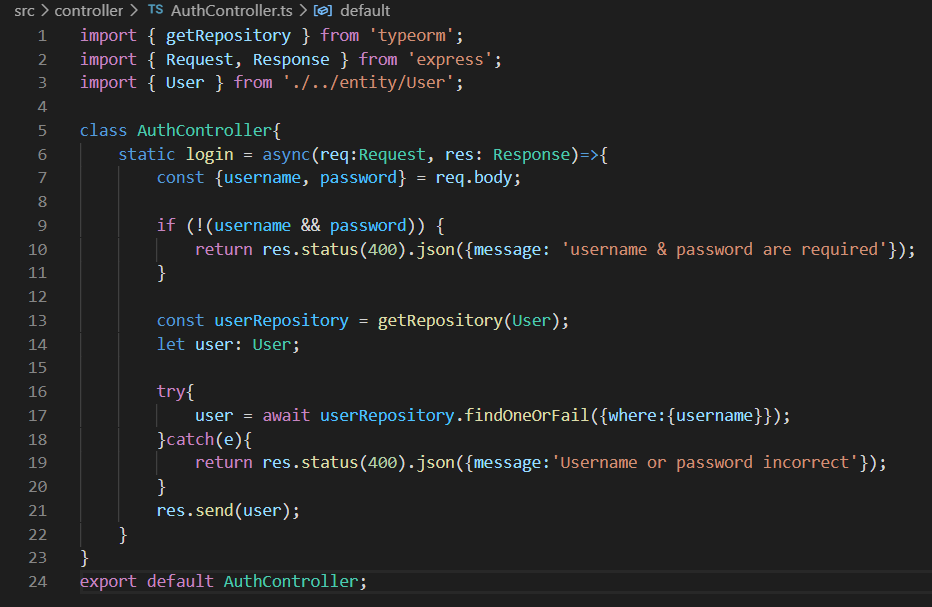 src > controller > TS AuthController.ts > default
1 import { getRepository } from 'typeorm';
2 import { Request, Response } from 'express';
3 import { User } from './../entity/User';
4
5 class AuthController{
6     static login = async(req:Request, res: Response)=>{
7         const {username, password} = req.body;
8
9         if (!(username && password)) {
10             return res.status(400).json({message: 'username & password are required'});
11         }
12
13         const userRepository = getRepository(User);
14         let user: User;
15
16         try{
17             user = await userRepository.findOneOrFail({where:{username}});
18         }catch(e){
19             return res.status(400).json({message:'Username or password incorrect'});
20         }
21         res.send(user);
22     }
23 }
24 export default AuthController;